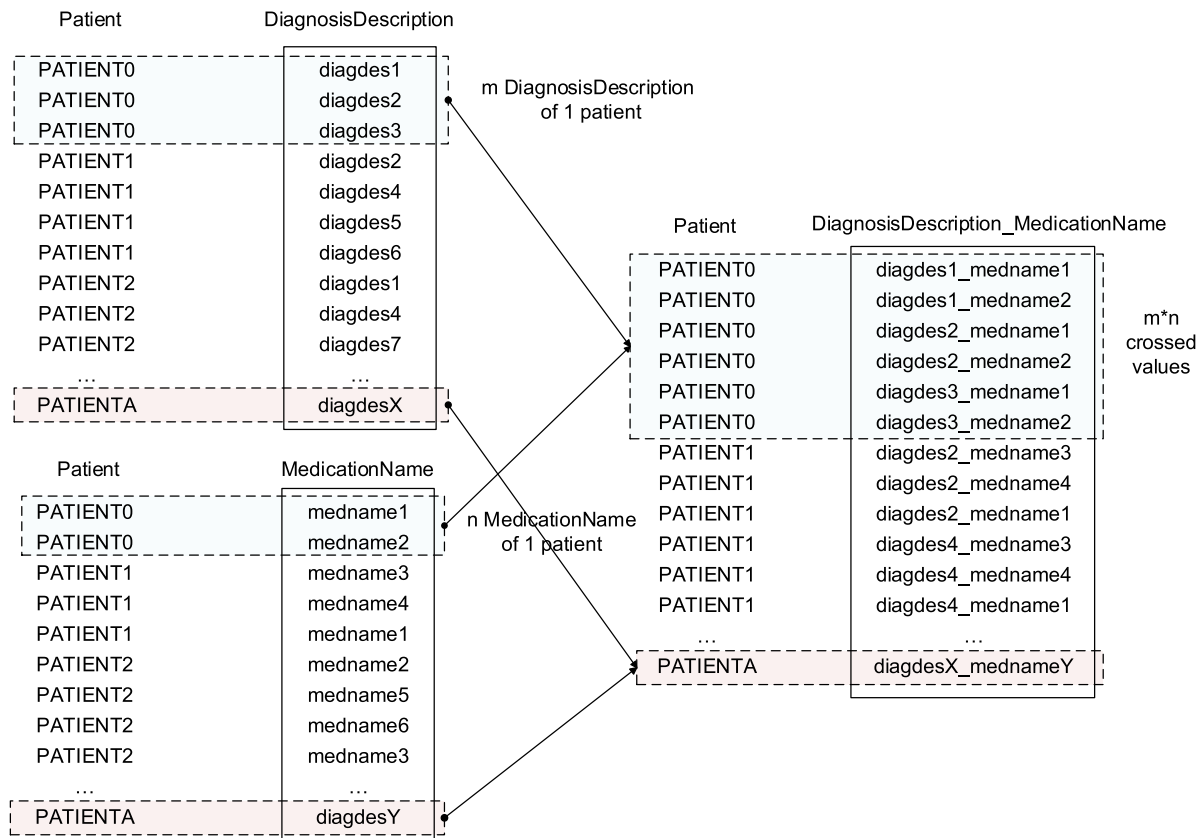 Patient DiagnosisDescription
PATIENT0 diagdes1
PATIENT0 diagdes2
PATIENT0 diagdes3
PATIENT1 diagdes2
PATIENT1 diagdes4
PATIENT1 diagdes5
PATIENT1 diagdes6
PATIENT2 diagdes1
PATIENT2 diagdes4
PATIENT2 diagdes7
... ...
PATIENTA diagdesX
m DiagnosisDescription
of 1 patient
Patient MedicationName
PATIENT0 medname1
PATIENT0 medname2
PATIENT1 medname3
PATIENT1 medname4
PATIENT1 medname1
PATIENT2 medname2
PATIENT2 medname5
PATIENT2 medname6
PATIENT2 medname3
... ...
PATIENTA diagdesY
n MedicationName
of 1 patient
Patient DiagnosisDescription_MedicationName
PATIENT0 diagdes1_medname1
PATIENT0 diagdes1_medname2
PATIENT0 diagdes2_medname1
PATIENT0 diagdes2_medname2
PATIENT0 diagdes3_medname1
PATIENT0 diagdes3_medname2
PATIENT1 diagdes2_medname3
PATIENT1 diagdes2_medname4
PATIENT1 diagdes2_medname1
PATIENT1 diagdes4_medname3
PATIENT1 diagdes4_medname4
PATIENT1 diagdes4_medname1
... ...
PATIENTA diagdesX_mednameY
m*n
crossed
values